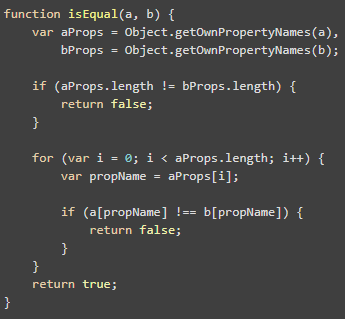 function isEqual(a, b) {
    var aProps = Object.getOwnPropertyNames(a),
        bProps = Object.getOwnPropertyNames(b);

    if (aProps.length != bProps.length) {
        return false;
    }

    for (var i = 0; i < aProps.length; i++) {
        var propName = aProps[i];

        if (a[propName] !== b[propName]) {
            return false;
        }
    }
    return true;
}